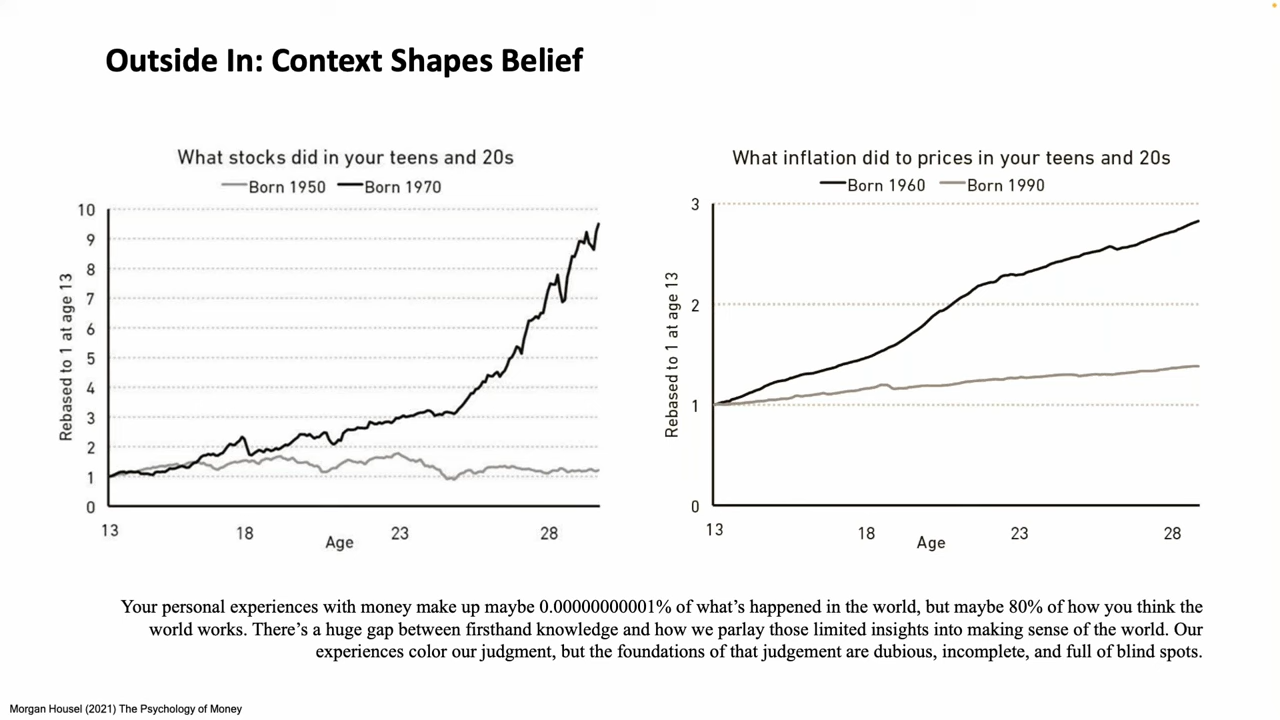 Outside In: Context Shapes Belief
What stocks did in your teens and 20s
Born 1950 Born 1970
Rebased to 1 at age 13
10
9
8
7
6
5
4
3
2
1
0
13 18 23 28
Age
What inflation did to prices in your teens and 20s
Born 1960 Born 1990
Rebased to 1 at age 13
3
2
1
0
13 18 23 28
Age
Your personal experiences with money make up maybe 0.00000000001% of what’s happened in the world, but maybe 80% of how you think the
world works. There’s a huge gap between firsthand knowledge and how we parlay those limited insights into making sense of the world. Our
experiences color our judgment, but the foundations of that judgement are dubious, incomplete, and full of blind spots.
Morgan Housel (2021) The Psychology of Money